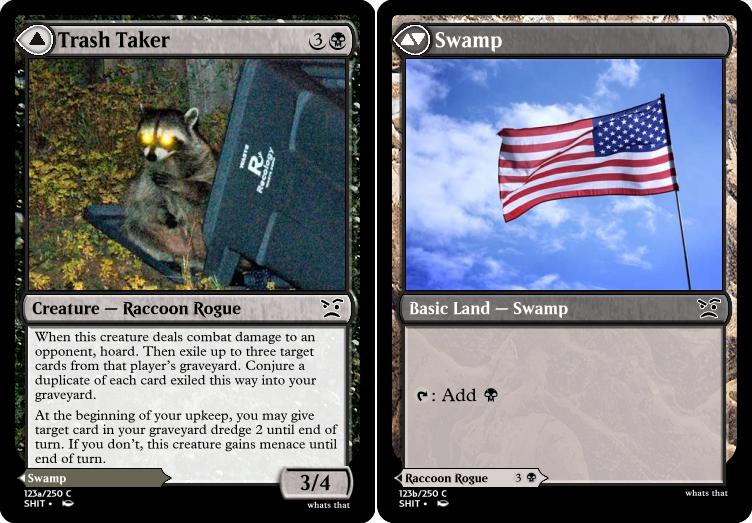 Trash Taker 3
WASTE
R
Recology
Creature — Raccoon Rogue
When this creature deals combat damage to an
opponent, hoard. Then exile up to three target
cards from that player's graveyard. Conjure a
duplicate of each card exiled this way into your
graveyard.
At the beginning of your upkeep, you may give
target card in your graveyard dredge 2 until end of
turn. If you don't, this creature gains menace until
end of turn.
Swamp
3/4
123a/250 C
SHIT •
whats that
Swamp
Basic Land — Swamp
: Add
Raccoon Rogue 3
123b/250 C
SHIT •
whats that